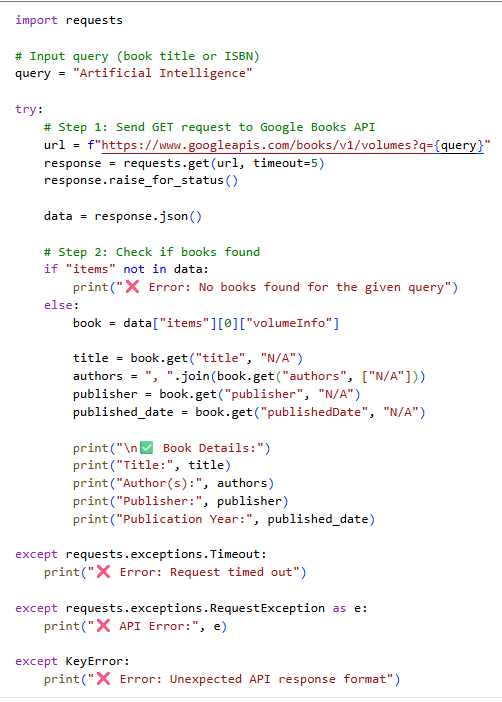 import requests
# Input query (book title or ISBN)
query = "Artificial Intelligence"
try:
    # Step 1: Send GET request to Google Books API
    url = f"https://www.googleapis.com/books/v1/volumes?q={query}"
    response = requests.get(url, timeout=5)
    response.raise_for_status()
    data = response.json()
    # Step 2: Check if books found
    if "items" not in data:
        print("❌ Error: No books found for the given query")
    else:
        book = data["items"][0]["volumeInfo"]
        title = book.get("title", "N/A")
        authors = ", ".join(book.get("authors", ["N/A"]))
        publisher = book.get("publisher", "N/A")
        published_date = book.get("publishedDate", "N/A")
        print("\n✅ Book Details:")
        print("Title:", title)
        print("Author(s):", authors)
        print("Publisher:", publisher)
        print("Publication Year:", published_date)
except requests.exceptions.Timeout:
    print("❌ Error: Request timed out")
except requests.exceptions.RequestException as e:
    print("❌ API Error:", e)
except KeyError:
    print("❌ Error: Unexpected API response format")